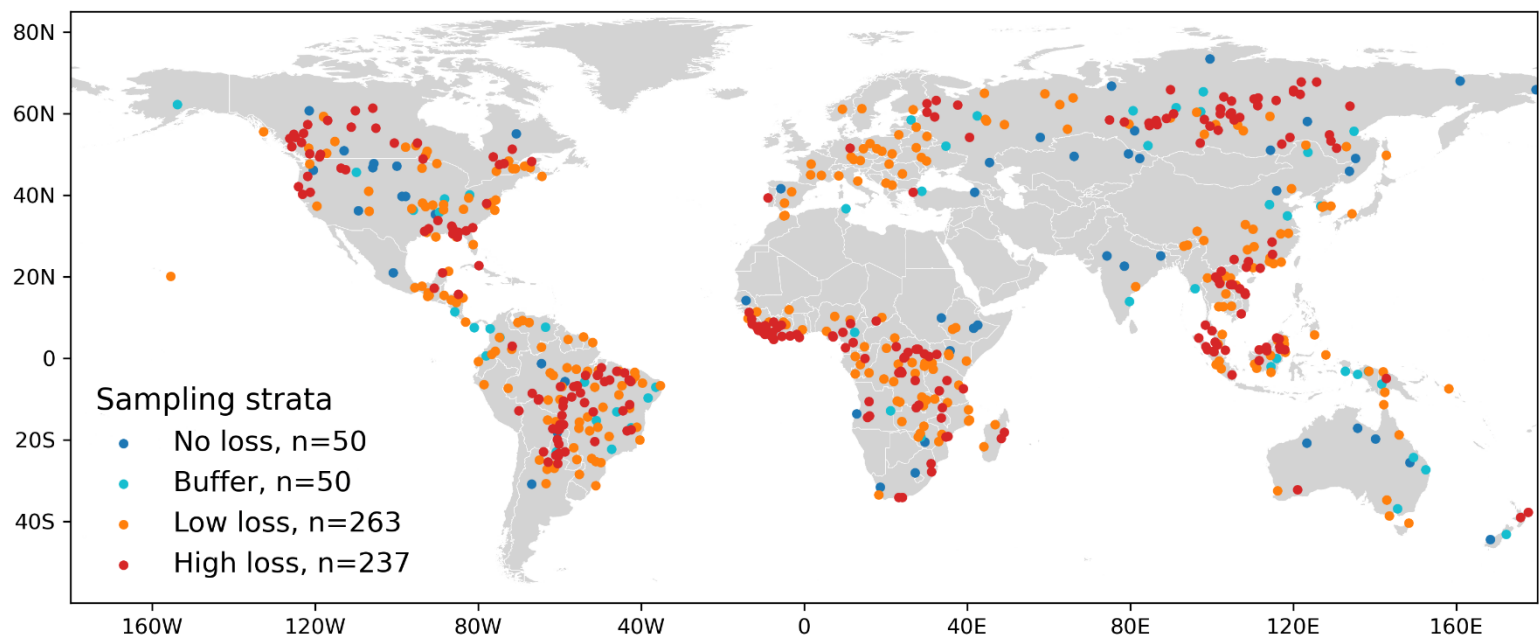 80N
60N
40N
20N
0
20S
40S
Sampling strata
No loss, n=50
Buffer, n=50
Low loss, n=263
High loss, n=237
160W 120W 80W 40W 0 40E 80E 120E 160E